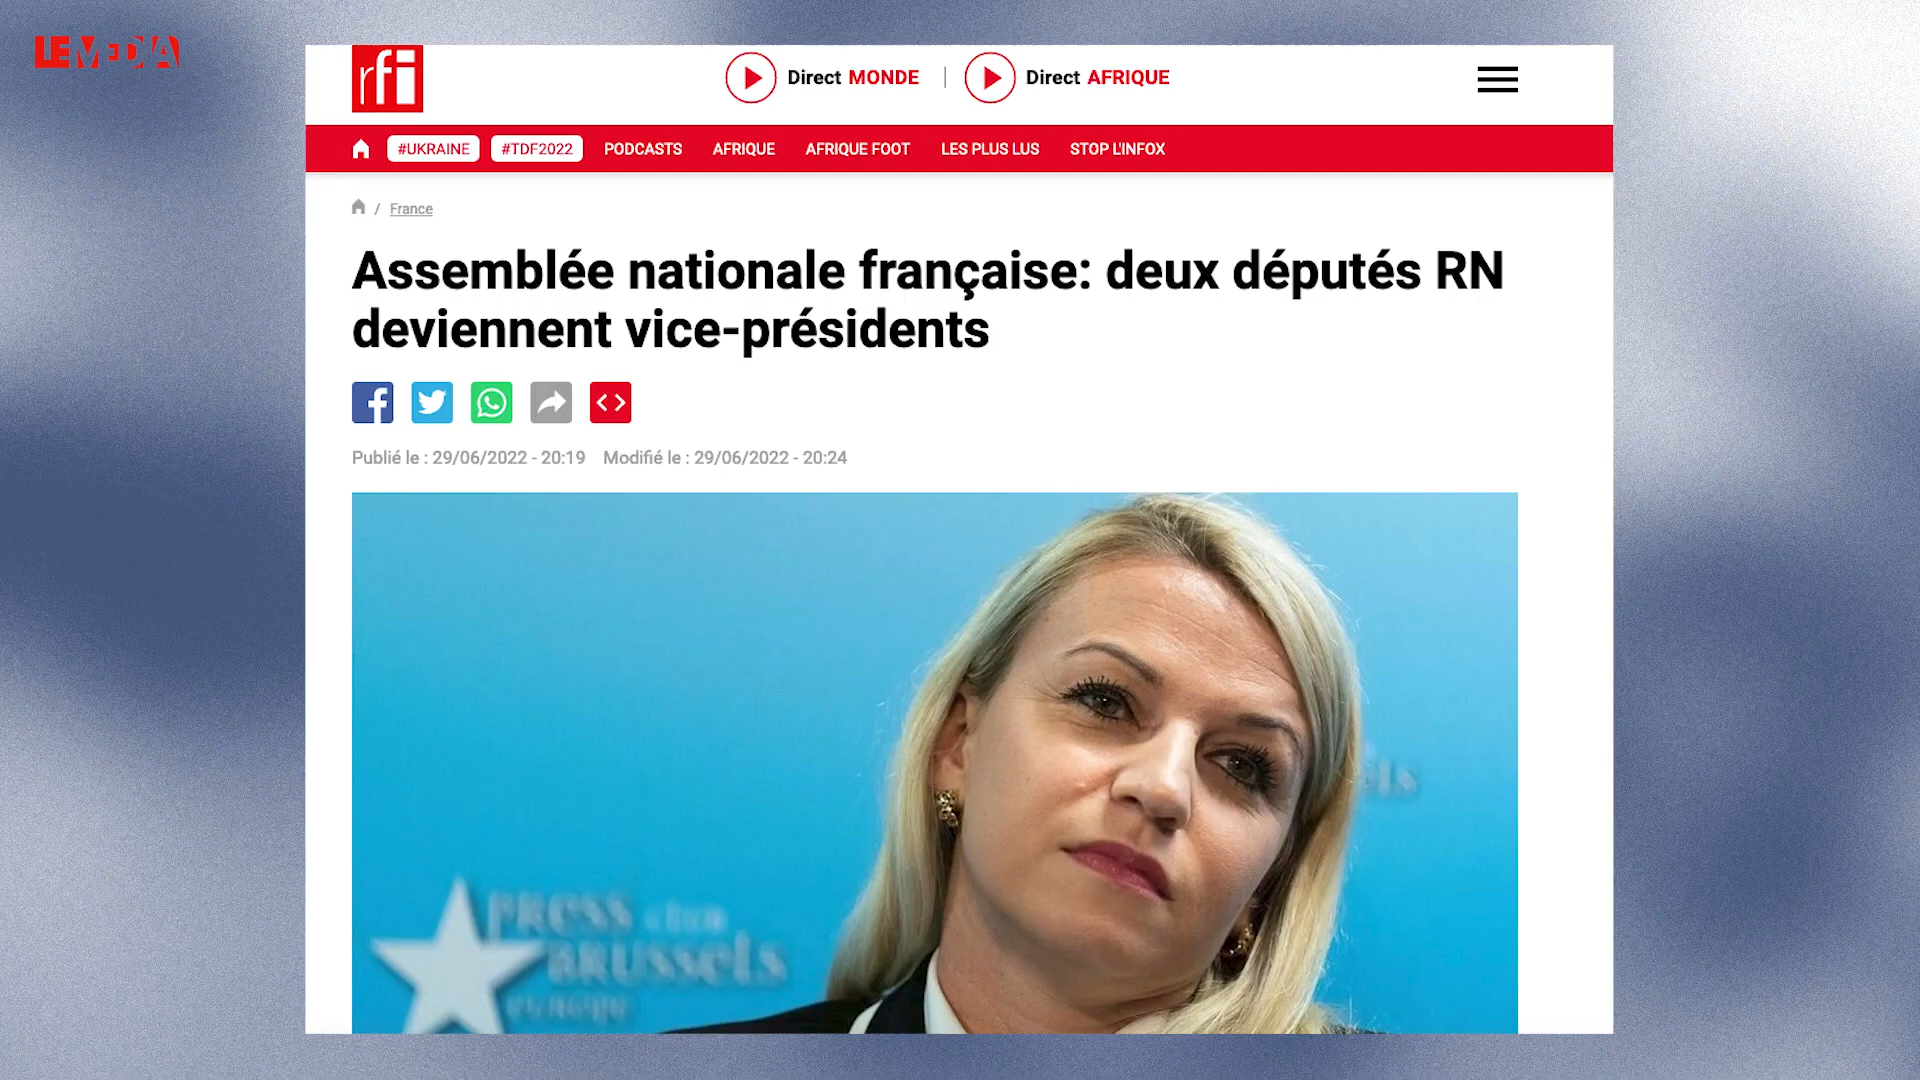 LEMEDIA
rfi
Direct MONDE | Direct AFRIQUE
#UKRAINE #TDF2022 PODCASTS AFRIQUE AFRIQUE FOOT LES PLUS LUS STOP L'INFOX
/ France
Assemblée nationale française: deux députés RN
deviennent vice-présidents
Publié le : 29/06/2022 - 20:19 Modifié le : 29/06/2022 - 20:24
PRESS club
BRUSSELS
europe